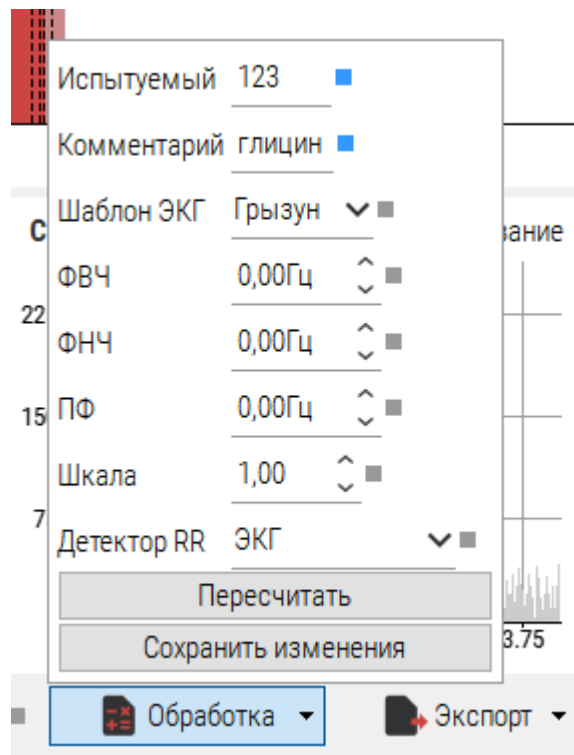 Испытуемый 123
Комментарий глицин
Шаблон ЭКГ Грызун
С
ФВЧ 0,00Гц
22
ФНЧ 0,00Гц
15
ПФ 0,00Гц
Шкала 1,00
7
Детектор RR ЭКГ
Пересчитать
Сохранить изменения
3.75
Обработка
Экспорт